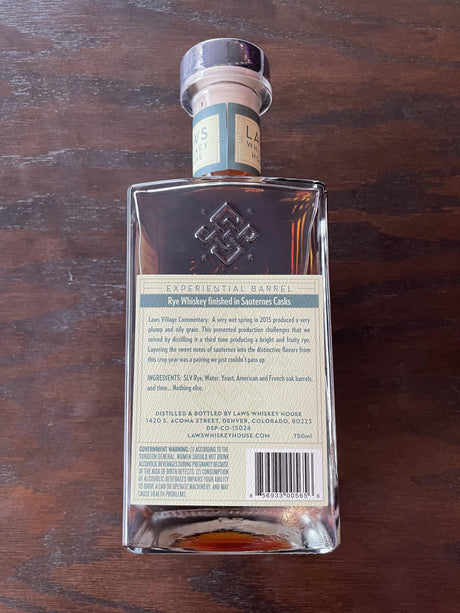 LAWS
WHISKEY
HOUSE
EXPERIENTIAL BARREL
Rye Whiskey finished in Sauternes Casks
Laws Village Commentary: A very wet spring in 2015 produced a very
plump and oily grain. This presented production challenges that we
solved by distilling it a third time producing a bright and fruity rye.
Layering the sweet notes of sauternes into the distinctive flavors from
this crop year was a pairing we just couldn't pass up.
INGREDIENTS: SLV Rye, Water, Yeast, American and French oak barrels,
and time... Nothing else.
DISTILLED & BOTTLED BY LAWS WHISKEY HOUSE
1420 S. ACOMA STREET, DENVER, COLORADO, 80223
DSP-CO-15024
LAWSWHISKEYHOUSE.COM 750ml
GOVERNMENT WARNING: (1) ACCORDING TO THE
SURGEON GENERAL, WOMEN SHOULD NOT DRINK
ALCOHOLIC BEVERAGES DURING PREGNANCY BECAUSE
OF THE RISK OF BIRTH DEFECTS. (2) CONSUMPTION
OF ALCOHOLIC BEVERAGES IMPAIRS YOUR ABILITY
TO DRIVE A CAR OR OPERATE MACHINERY, AND MAY
CAUSE HEALTH PROBLEMS.
8 56933 00565 6